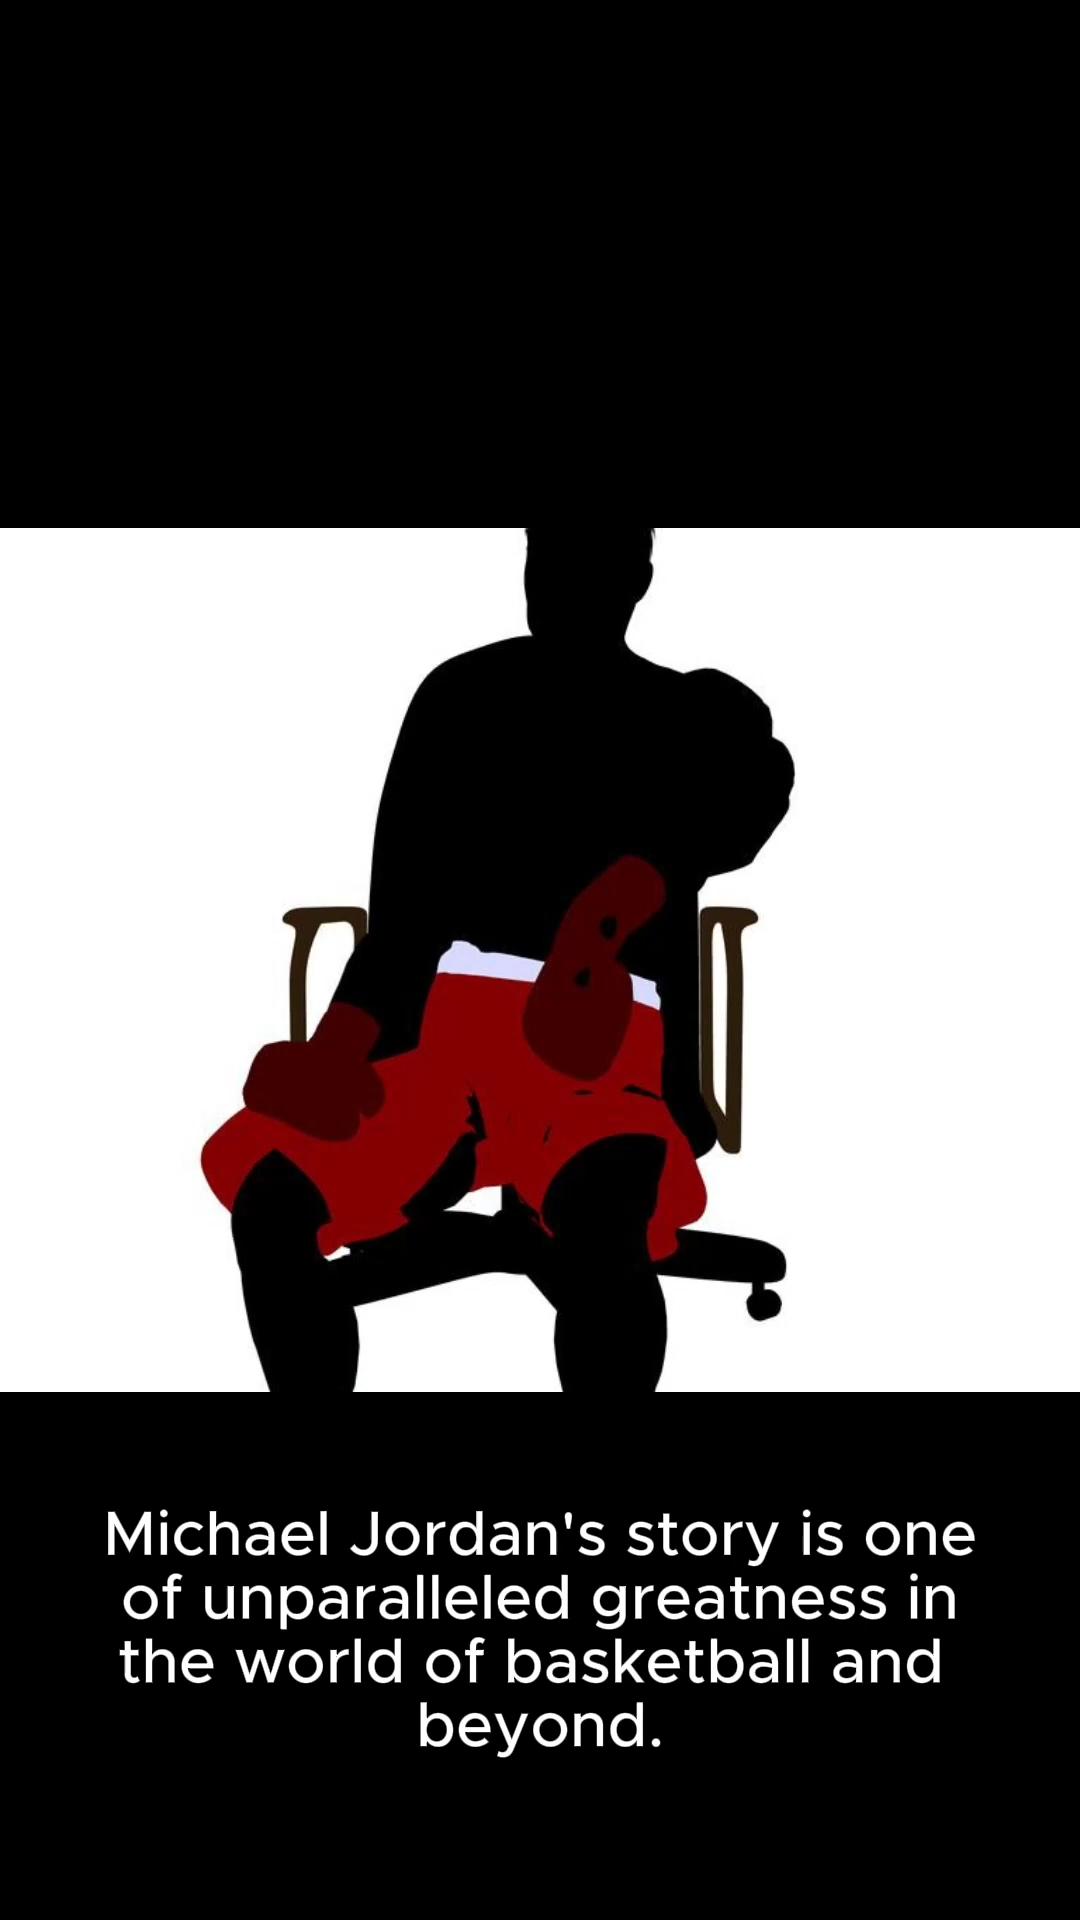 Michael Jordan's story is one
of unparalleled greatness in
the world of basketball and
beyond.